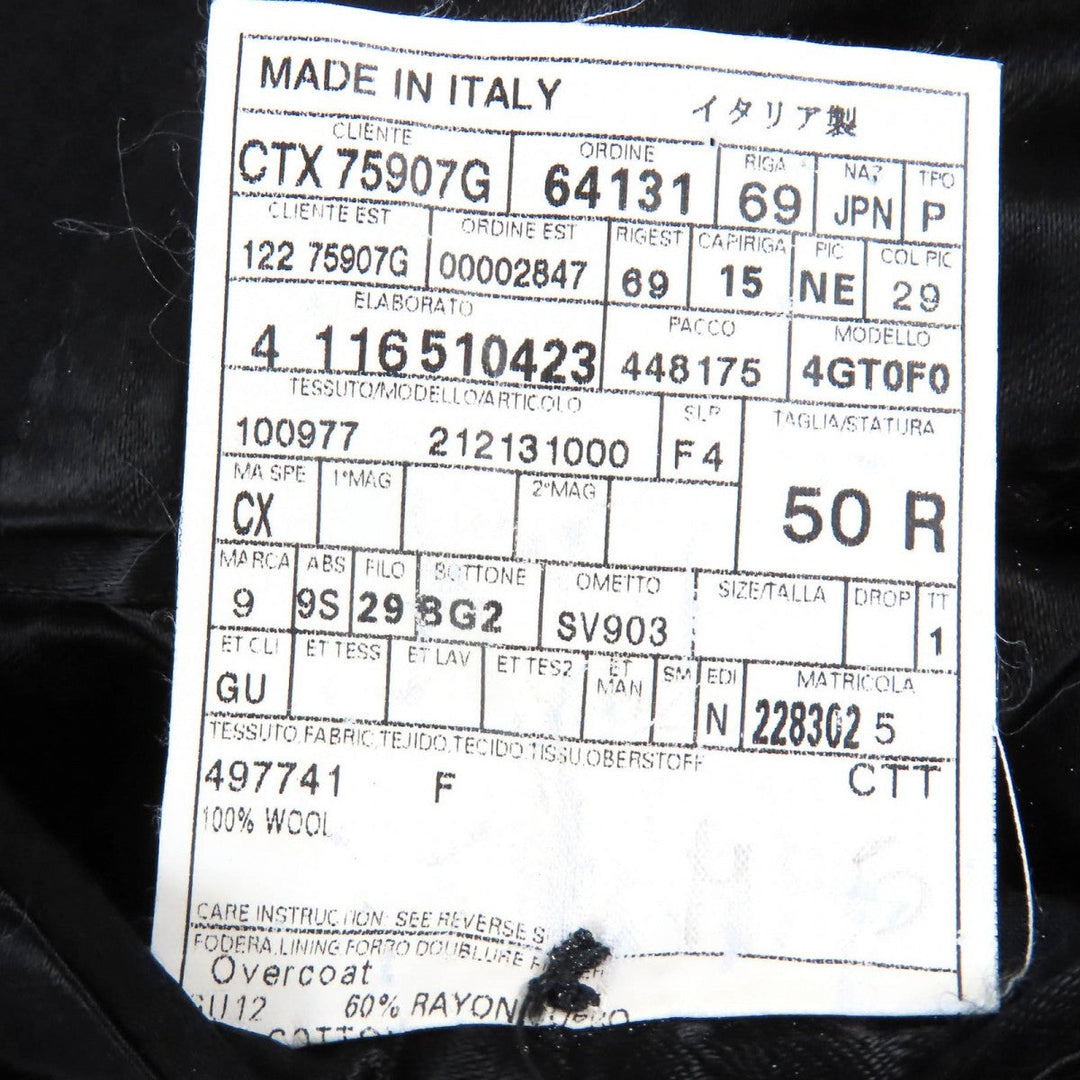 MADE IN ITALY イタリア製
CLIENTE ORDINE RIGA NAZ TPO
CTX 75907G 64131 69 JPN P
CLIENTE EST ORDINE EST RIGEST CAPIRIGA PIC COL PIC
122 75907G 00002847 69 15 NE 29
ELABORATO PACCO MODELLO
4 116 510423 448175 4GT0F0
TESSUTO/MODELLO/ARTICOLO SLP TAGLIA/STATURA
100977 212131000 F4
50 R
MA SPE 1°MAG 2°MAG
CX
MARCA ABS FILO BOTTONE OMETTO SIZE/TALLA DROP TT
9 9S 29 BG2 SV903 1
ET CLI ET TESS ET LAV ET TES2 ET MAN SM EDI MATRICOLA
GU N 228302 5
TESSUTO,FABRIC,TEJIDO,TECIDO,TISSU,OBERSTOFF
497741 F CTT
100% WOOL
CARE INSTRUCTION: SEE REVERSE
FODERA,LINING FORRO DOUBLURE
Overcoat
60% RAYON